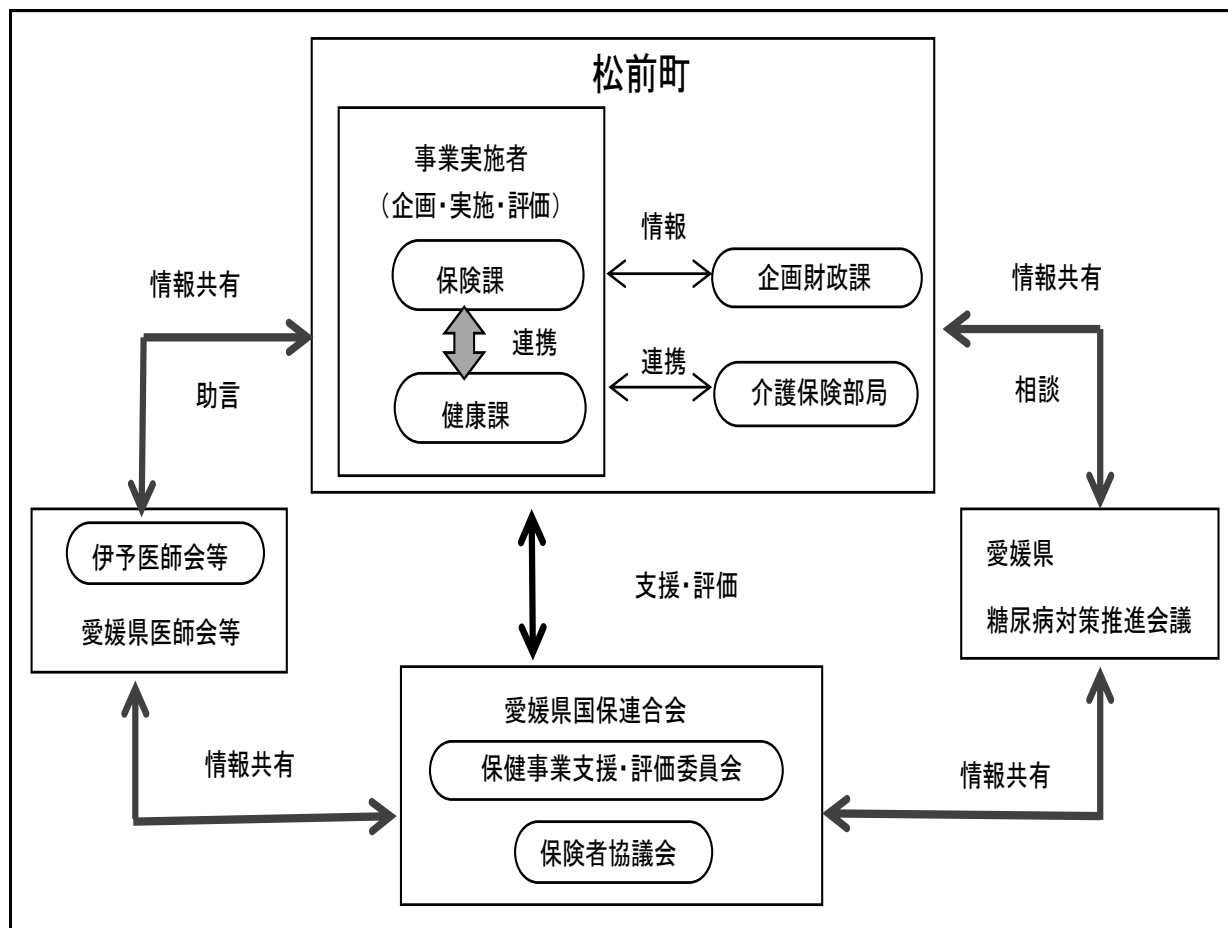 松前町
事業実施者
（企画・実施・評価）
保険課
連携
健康課
情報
企画財政課
連携
介護保険部局
情報共有
助言
情報共有
相談
伊予医師会等
愛媛県医師会等
支援・評価
愛媛県
糖尿病対策推進会議
愛媛県国保連合会
保健事業支援・評価委員会
保険者協議会
情報共有
情報共有